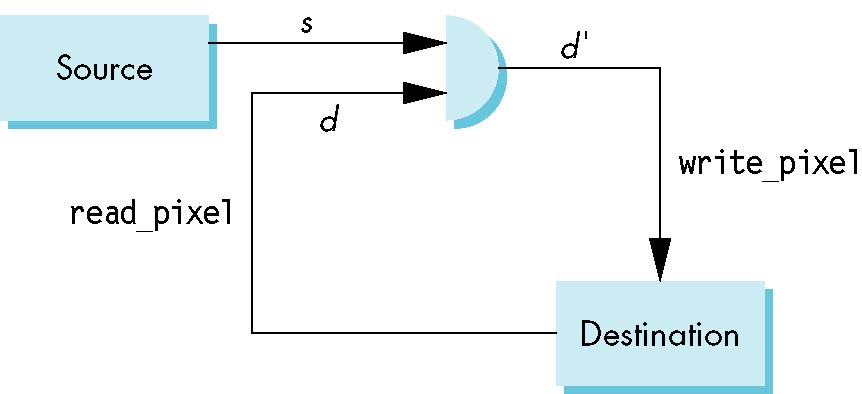 s
d'
Source
d
write_pixel
read_pixel
Destination